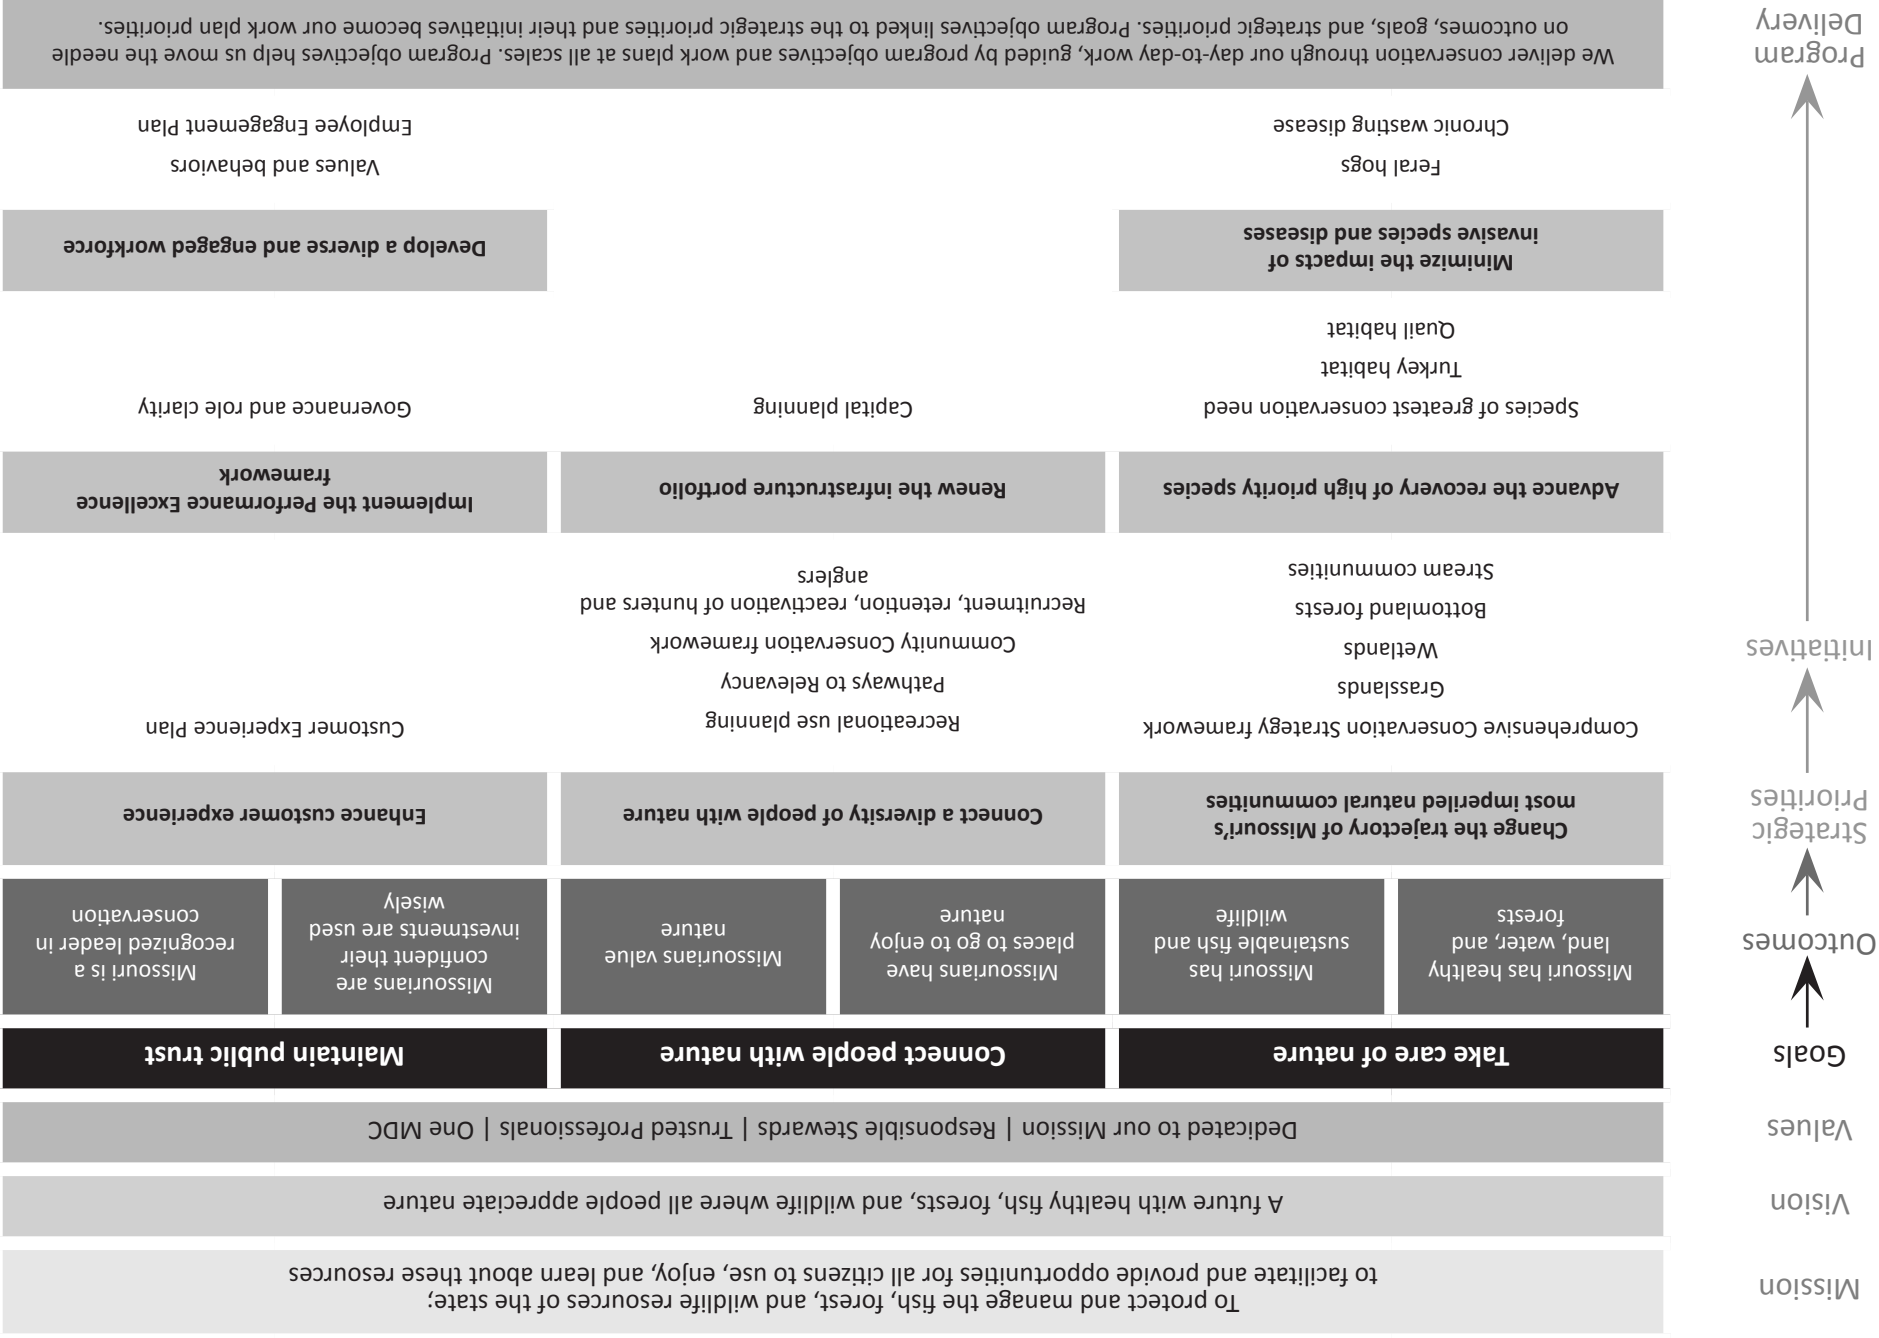 Mission
To protect and manage the fish, forest, and wildlife resources of the state;
to facilitate and provide opportunities for all citizens to use, enjoy, and learn about these resources
Vision
A future with healthy fish, forests, and wildlife where all people appreciate nature
Values
Dedicated to our Mission | Responsible Stewards | Trusted Professionals | One MDC
Goals
Take care of nature
Connect people with nature
Maintain public trust
Outcomes
Missouri has healthy
land, water, and
forests
Missouri has
sustainable fish and
wildlife
Missourians have
places to go to enjoy
nature
Missourians value
nature
Missourians are
confident their
investments are used
wisely
Missouri is a
recognized leader in
conservation
Strategic
Priorities
Change the trajectory of Missouri's
most imperiled natural communities
Connect a diversity of people with nature
Enhance customer experience
Initiatives
Comprehensive Conservation Strategy framework
Grasslands
Wetlands
Bottomland forests
Stream communities
Recreational use planning
Pathways to Relevancy
Community Conservation framework
Recruitment, retention, reactivation of hunters and
anglers
Customer Experience Plan
Advance the recovery of high priority species
Renew the infrastructure portfolio
Implement the Performance Excellence
framework
Species of greatest conservation need
Turkey habitat
Quail habitat
Capital planning
Governance and role clarity
Minimize the impacts of
invasive species and diseases
Develop a diverse and engaged workforce
Feral hogs
Chronic wasting disease
Values and behaviors
Employee Engagement Plan
Program
Delivery
We deliver conservation through our day-to-day work, guided by program objectives and work plans at all scales. Program objectives help us move the needle
on outcomes, goals, and strategic priorities. Program objectives linked to the strategic priorities and their initiatives become our work plan priorities.